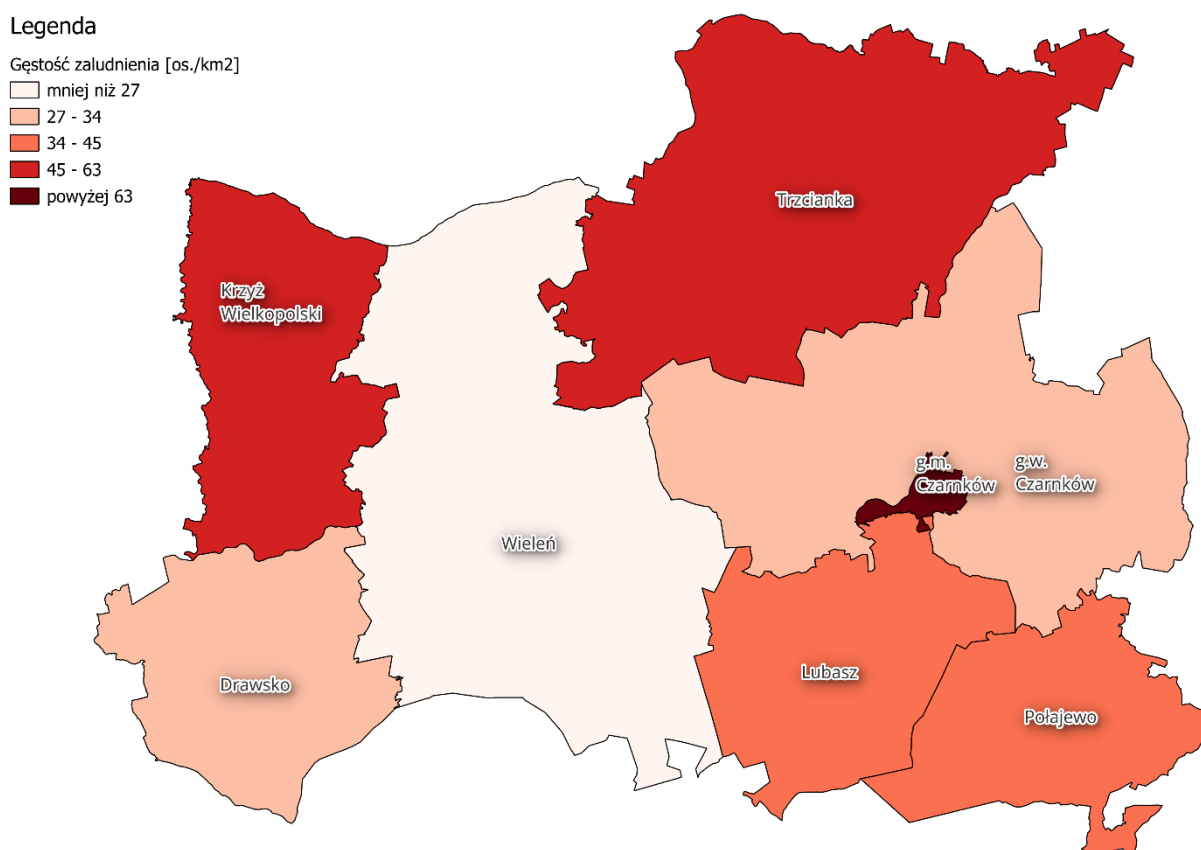 Legenda
Gęstość zaludnienia [os./km2]
mniej niż 27
27 - 34
34 - 45
45 - 63
powyżej 63
Trzcianka
Krzyż
Wielkopolski
g.m.
Czarnków
g.w.
Czarnków
Wieleń
Drawsko
Lubasz
Połajewo